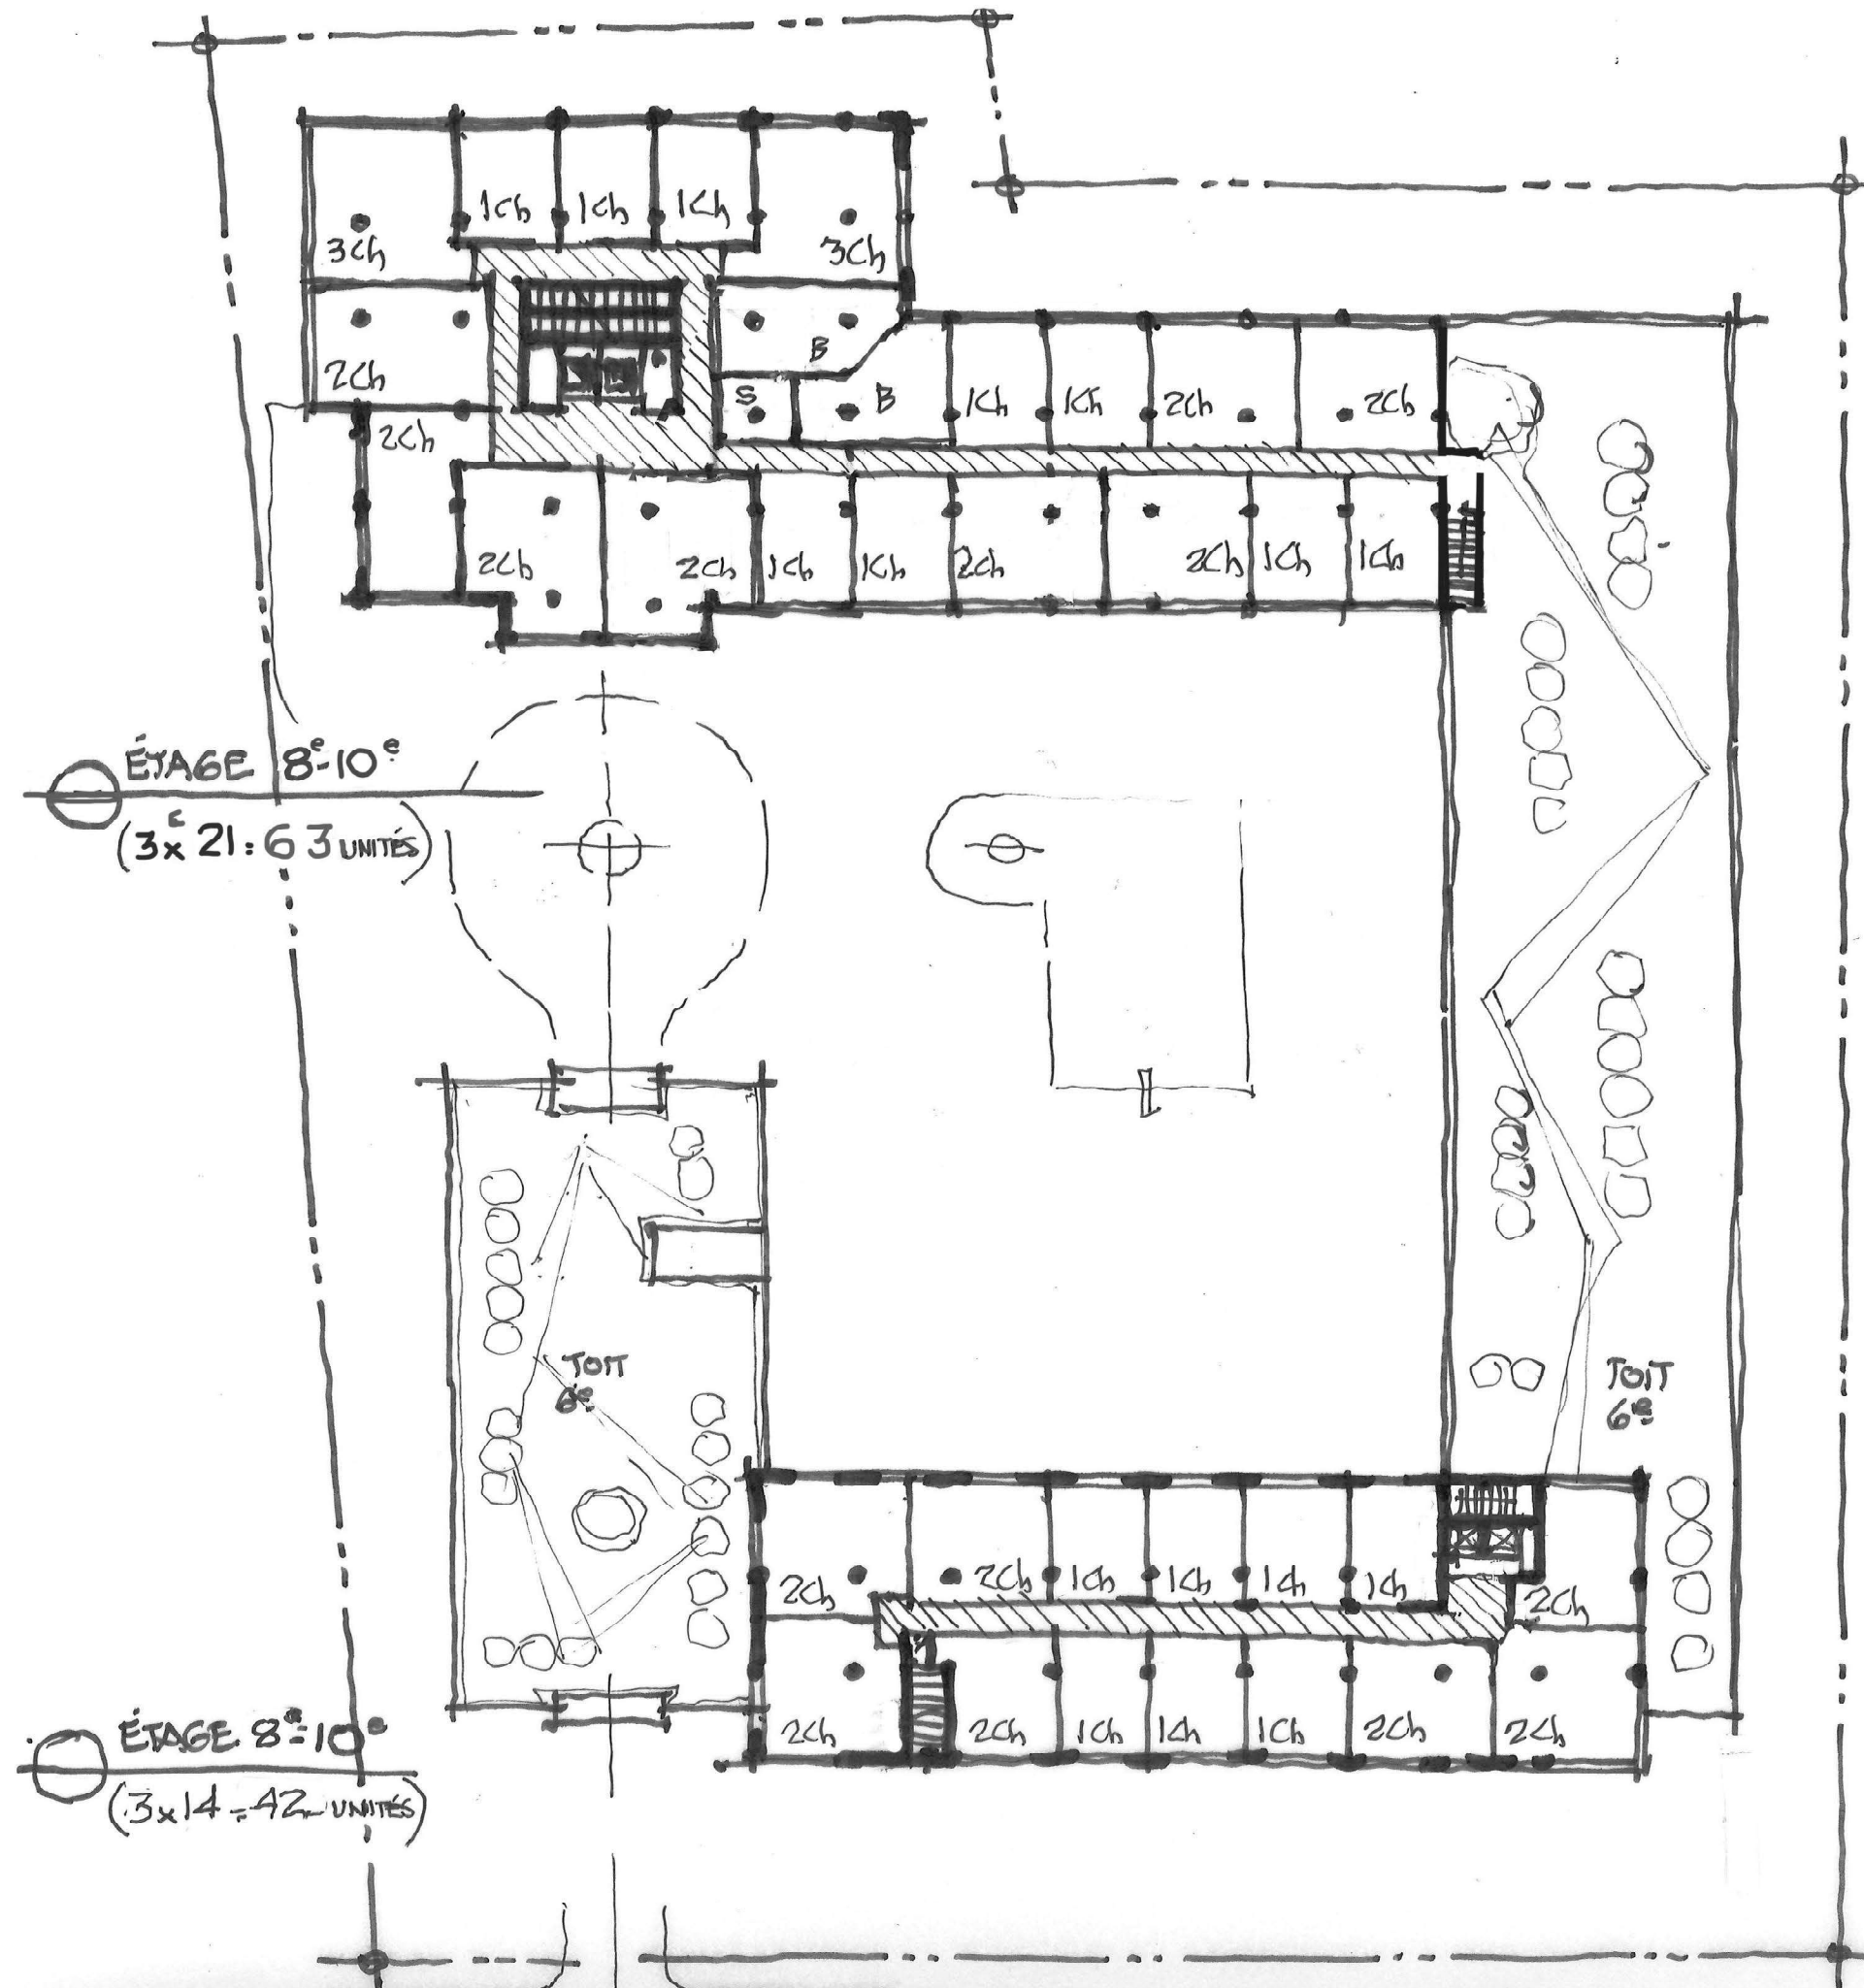 1Ch 1Ch 1Ch
3Ch 3Ch
2Ch B
S B 1Ch 1Ch 2Ch 2Ch
2Ch
2Ch 2Ch 1Ch 1Ch 2Ch 2Ch 1Ch 1Ch
ÉTAGE 8e-10e
(3x 21=63 UNITÉS)
TOIT
6e
TOIT
6e
2Ch 2Ch 1Ch 1Ch 1Ch 1Ch 2Ch
2Ch 2Ch 1Ch 1Ch 1Ch 2Ch 2Ch
ÉTAGE 8e-10e
(3x14=42 UNITÉS)